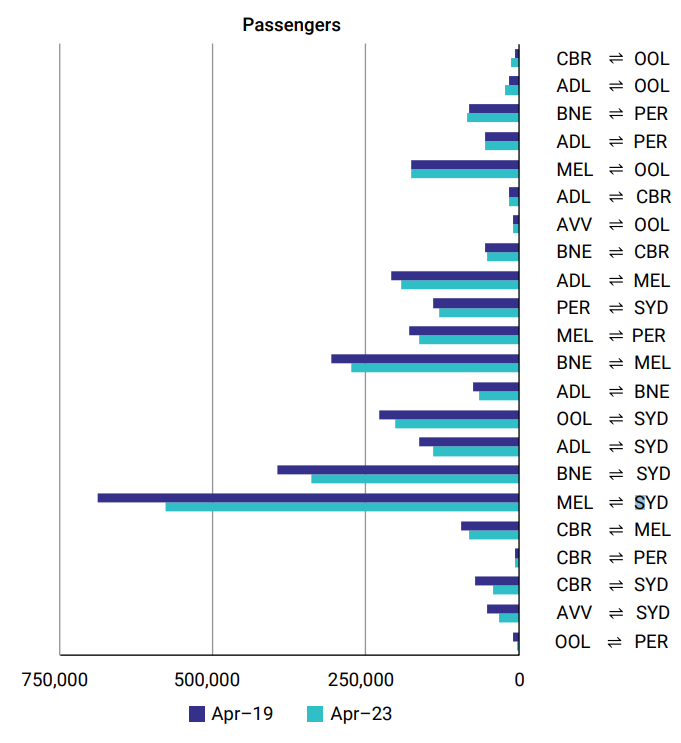 Passengers
CBR ⇌ OOL
ADL ⇌ OOL
BNE ⇌ PER
ADL ⇌ PER
MEL ⇌ OOL
ADL ⇌ CBR
AVV ⇌ OOL
BNE ⇌ CBR
ADL ⇌ MEL
PER ⇌ SYD
MEL ⇌ PER
BNE ⇌ MEL
ADL ⇌ BNE
OOL ⇌ SYD
ADL ⇌ SYD
BNE ⇌ SYD
MEL ⇌ SYD
CBR ⇌ MEL
CBR ⇌ PER
CBR ⇌ SYD
AVV ⇌ SYD
OOL ⇌ PER
750,000 500,000 250,000 0
Apr–19 Apr–23